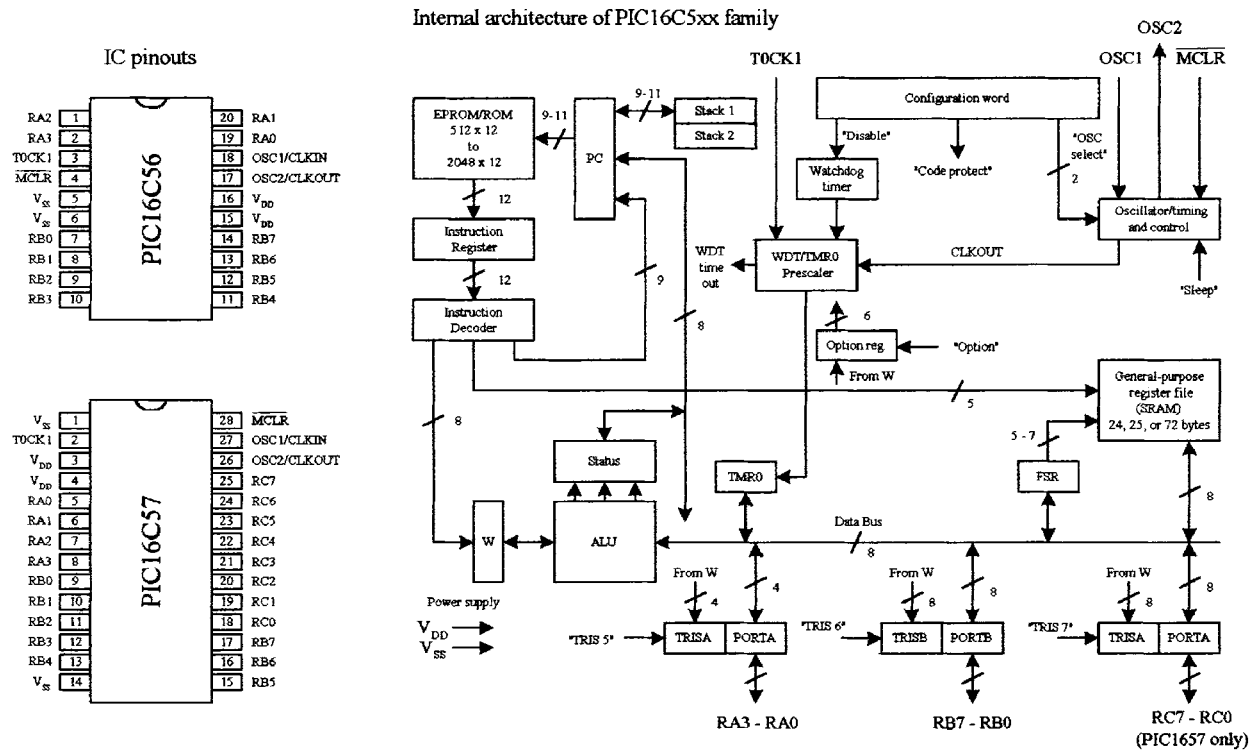 Internal architecture of PIC16C5xx family
IC pinouts
PIC16C56
RA2 1
RA3 2
T0CK1 3
MCLR 4
VSS 5
VSS 6
RB0 7
RB1 8
RB2 9
RB3 10
20 RA1
19 RA0
18 OSC1/CLKIN
17 OSC2/CLKOUT
16 VDD
15 VDD
14 RB7
13 RB6
12 RB5
11 RB4
PIC16C57
VSS 1
T0CK1 2
VDD 3
VDD 4
RA0 5
RA1 6
RA2 7
RA3 8
RB0 9
RB1 10
RB2 11
RB3 12
RB4 13
VSS 14
28 MCLR
27 OSC1/CLKIN
26 OSC2/CLKOUT
25 RC7
24 RC6
23 RC5
22 RC4
21 RC3
20 RC2
19 RC1
18 RC0
17 RB7
16 RB6
15 RB5
T0CK1
OSC1
OSC2
MCLR
EPROM/ROM
512 x 12
to
2048 x 12
9-11
PC
9-11
Stack 1
Stack 2
Configuration word
"Disable"
"Code protect"
"OSC
select"
2
Watchdog
timer
Oscillator/timing
and control
12
Instruction
Register
12
Instruction
Decoder
9
8
WDT
time
out
WDT/TMR0
Prescaler
CLKOUT
"Sleep"
6
Option reg.
"Option"
From W
5
General-purpose
register file
(SRAM)
24, 25, or 72 bytes
8
Status
TMR0
5 - 7
FSR
8
W
ALU
Data Bus
8
Power supply
VDD
VSS
From W
4
4
"TRIS 5"
TRISA
PORTA
RA3 - RA0
From W
8
8
"TRIS 6"
TRISB
PORTB
RB7 - RB0
From W
8
8
"TRIS 7"
TRISA
PORTA
RC7 - RC0
(PIC1657 only)